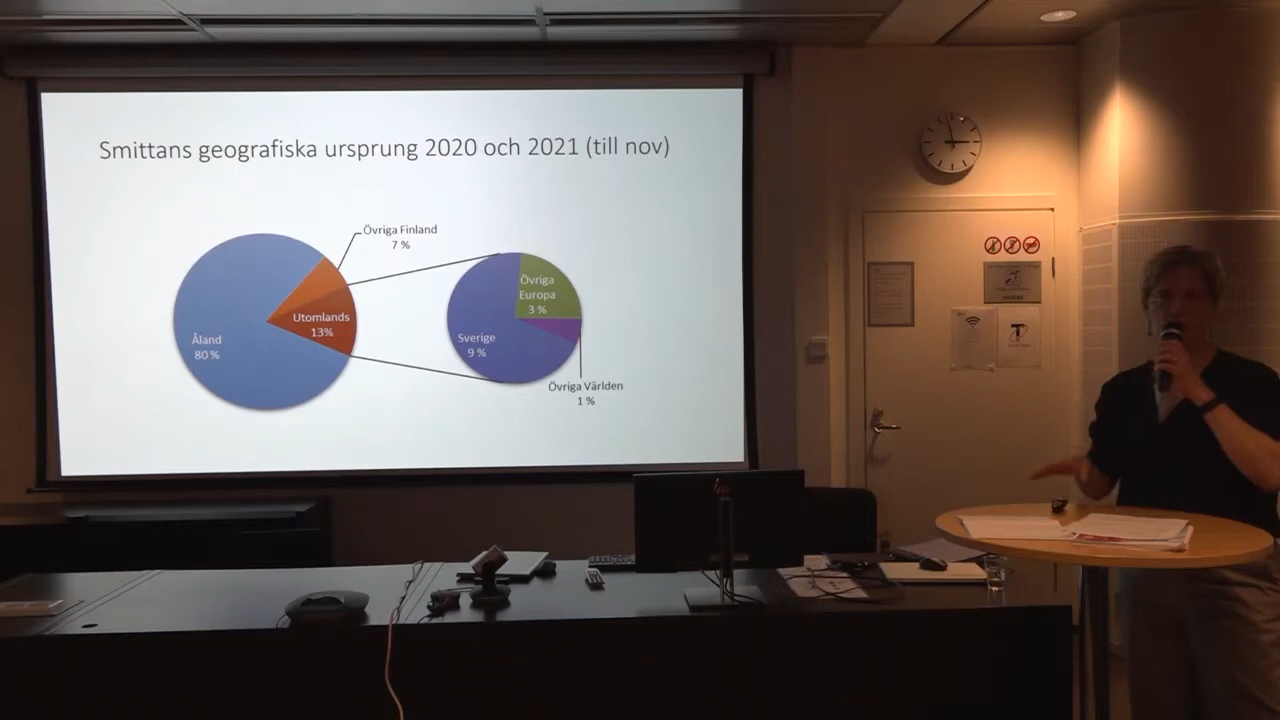 Smittans geografiska ursprung 2020 och 2021 (till nov)
Övriga Finland
7 %
Utomlands
13%
Åland
80 %
Övriga
Europa
3 %
Sverige
9 %
Övriga Världen
1 %